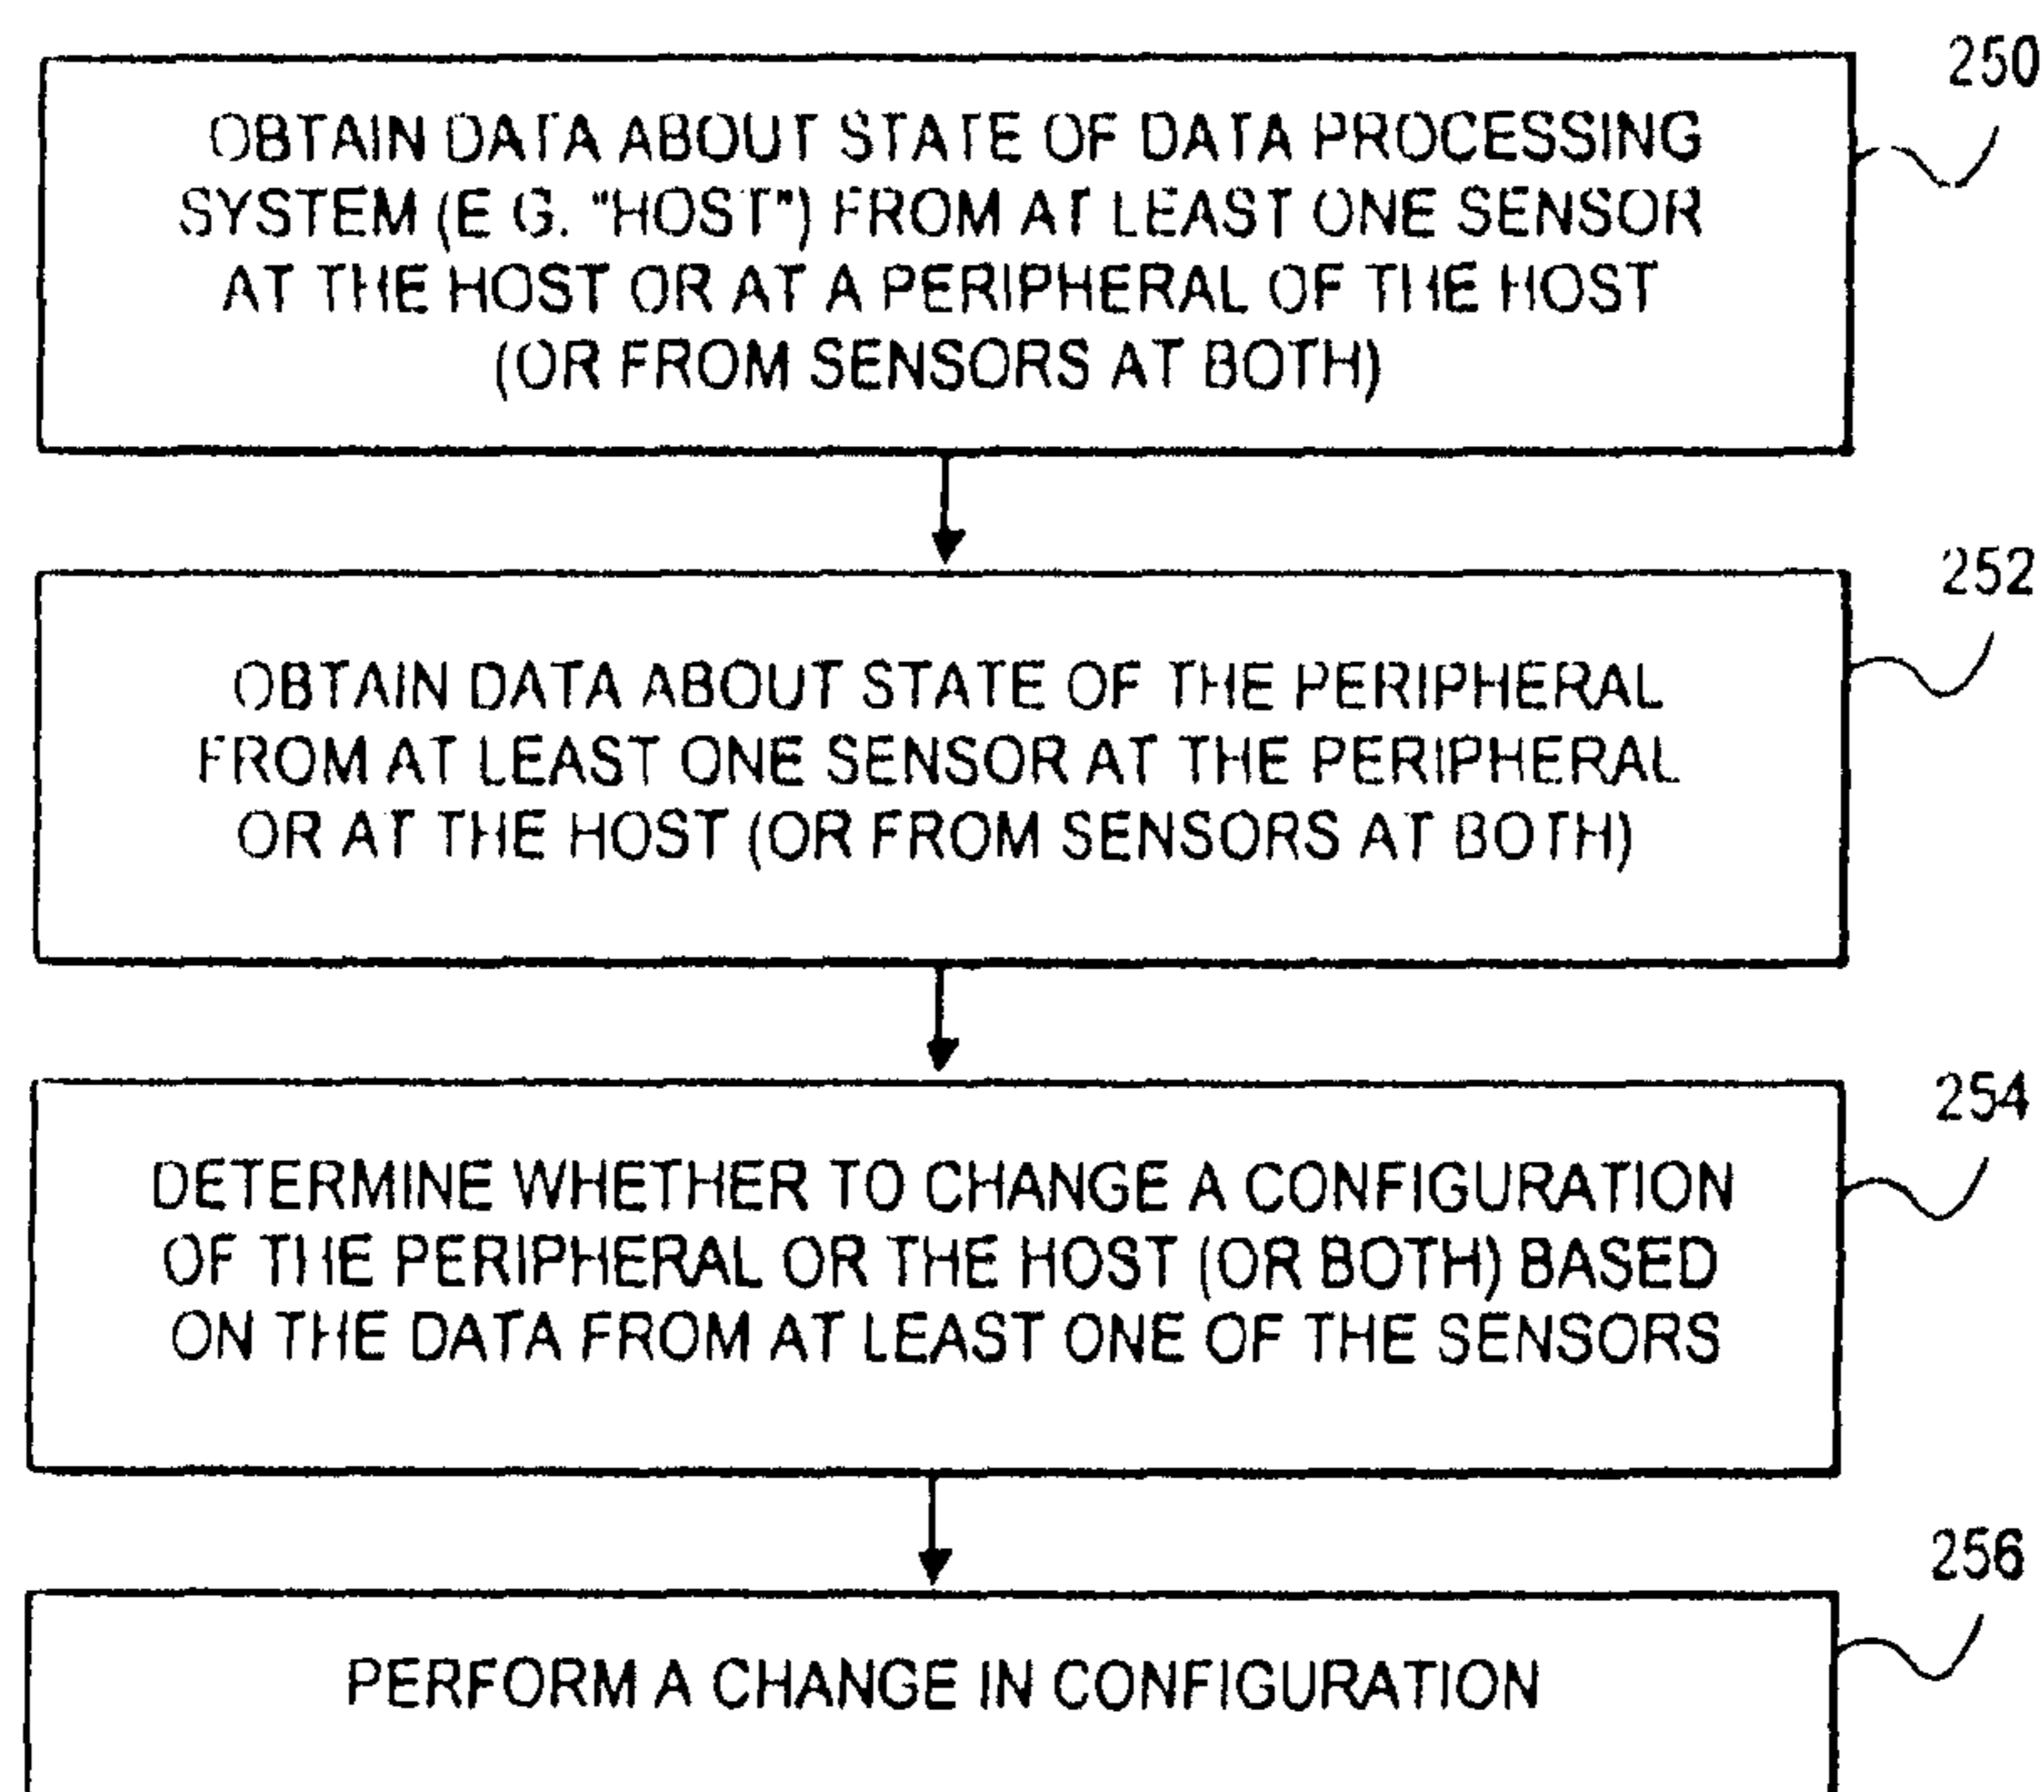 250
OBTAIN DATA ABOUT STATE OF DATA PROCESSING
SYSTEM (E G. "HOST") FROM AT LEAST ONE SENSOR
AT THE HOST OR AT A PERIPHERAL OF THE HOST
(OR FROM SENSORS AT BOTH)
252
OBTAIN DATA ABOUT STATE OF THE PERIPHERAL
FROM AT LEAST ONE SENSOR AT THE PERIPHERAL
OR AT THE HOST (OR FROM SENSORS AT BOTH)
254
DETERMINE WHETHER TO CHANGE A CONFIGURATION
OF THE PERIPHERAL OR THE HOST (OR BOTH) BASED
ON THE DATA FROM AT LEAST ONE OF THE SENSORS
256
PERFORM A CHANGE IN CONFIGURATION